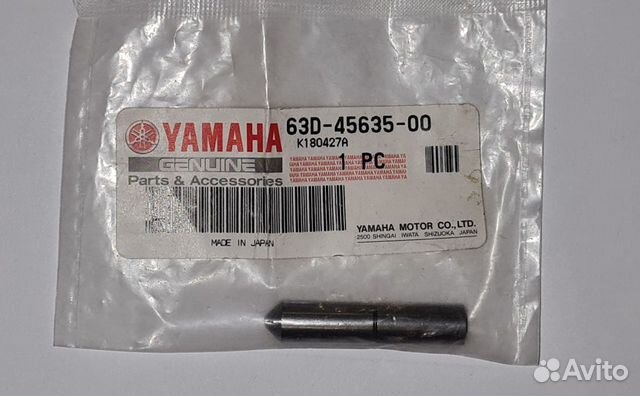 YAMAHA 63D-45635-00
K180427A
GENUINE
1 PC
Parts & Accessories
YAMAHA MOTOR CO.,LTD.
2500 SHINGAI IWATA SHIZUOKA JAPAN
MADE IN JAPAN
Avito